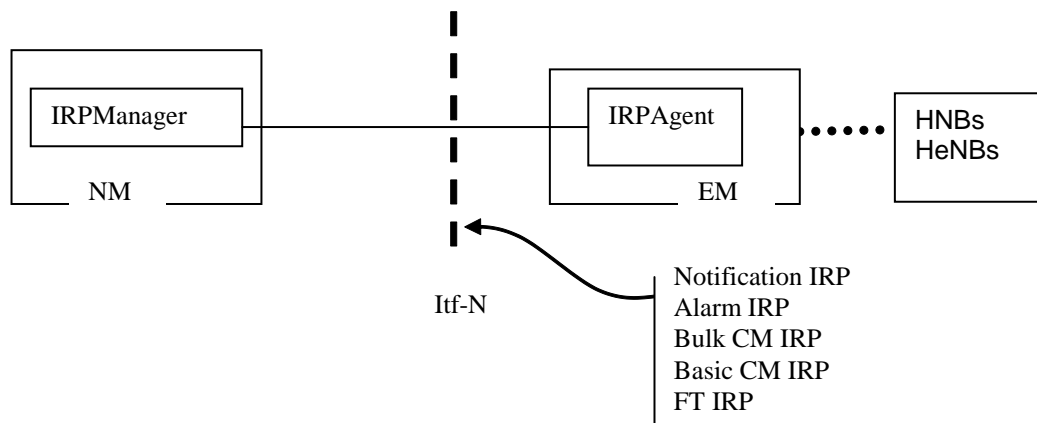 IRPManager
NM
IRPAgent
EM
HNBs
HeNBs
Itf-N
Notification IRP
Alarm IRP
Bulk CM IRP
Basic CM IRP
FT IRP